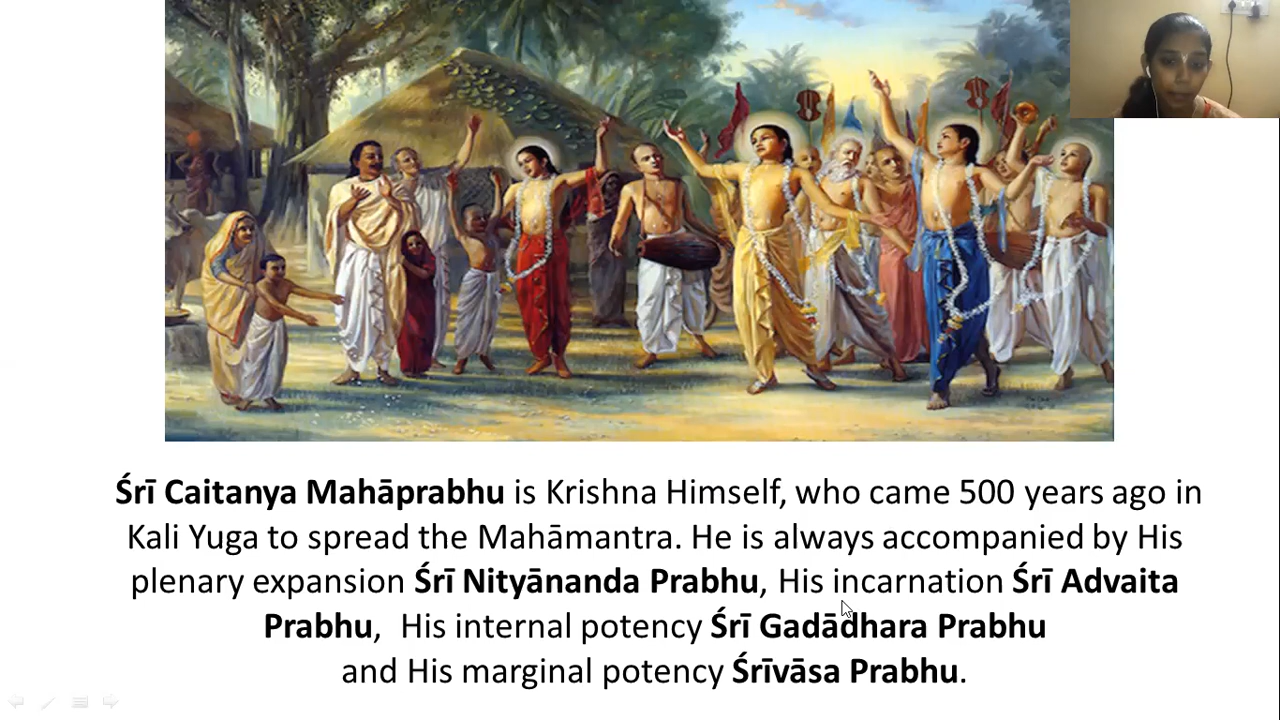 Śrī Caitanya Mahāprabhu is Krishna Himself, who came 500 years ago in
Kali Yuga to spread the Mahāmantra. He is always accompanied by His
plenary expansion Śrī Nityānanda Prabhu, His incarnation Śrī Advaita
Prabhu,  His internal potency Śrī Gadādhara Prabhu
and His marginal potency Śrīvāsa Prabhu.